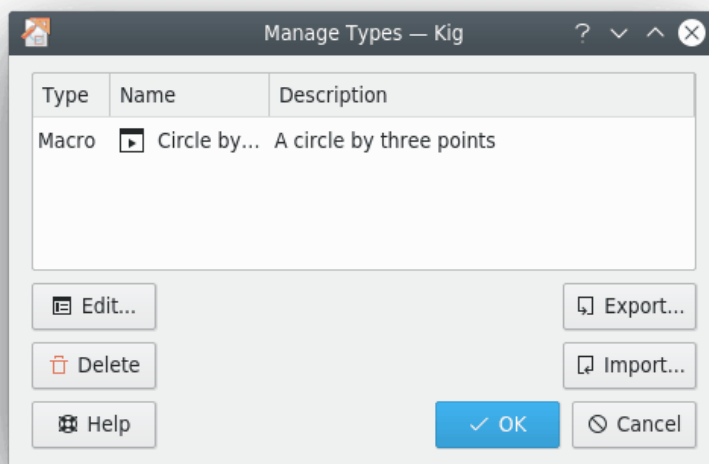 Manage Types — Kig ?
Type Name Description
Macro Circle by... A circle by three points
Edit... Export...
Delete Import...
Help OK Cancel